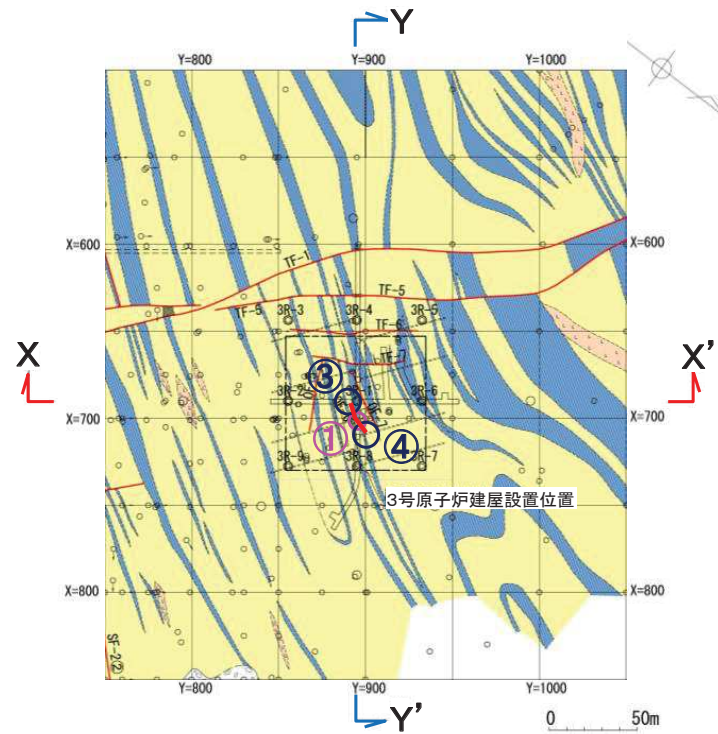 Y
Y=800 Y=900 Y=1000
X=600 X=600
TF-1
TF-5
TF-5
3R-3 3R-4 3R-5
TF-6
TF-7
X X'
③
3R-2 3R-6
X=700 X=700
① ④
3R-9 3R-8 3R-7
3号原子炉建屋設置位置
X=800 X=800
Y=800 Y=900 Y=1000
Y'
0 50m